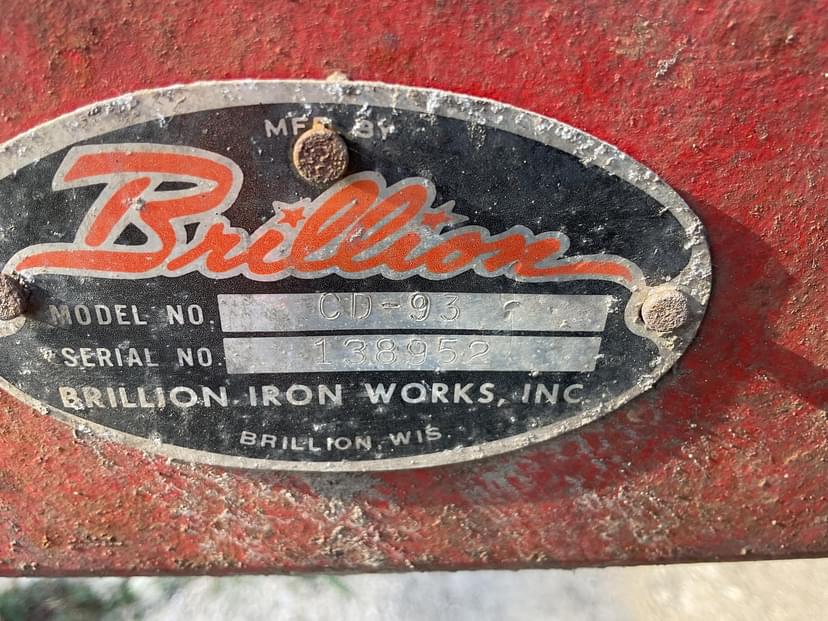 MFD. BY
Brillion
MODEL NO. CD-93
SERIAL NO. 138952
BRILLION IRON WORKS, INC.
BRILLION, WIS.